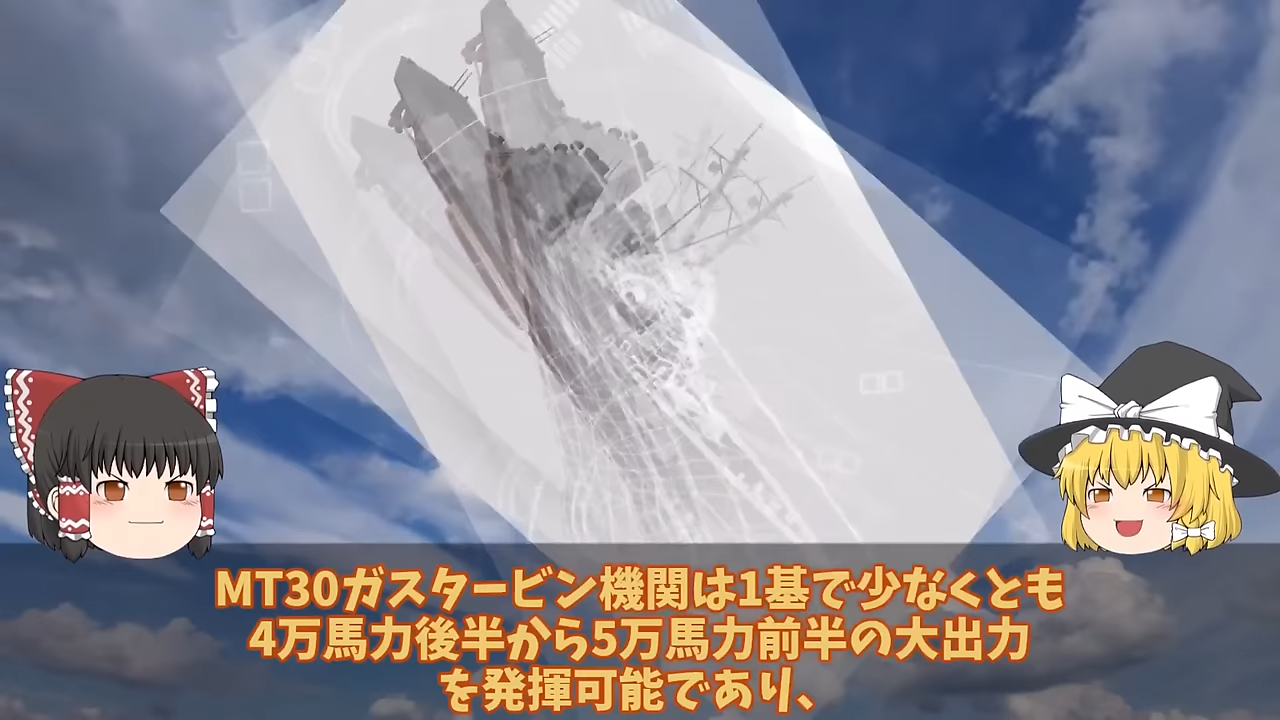 MT30ガスタービン機関は1基で少なくとも
4万馬力後半から5万馬力前半の大出力
を発揮可能であり、